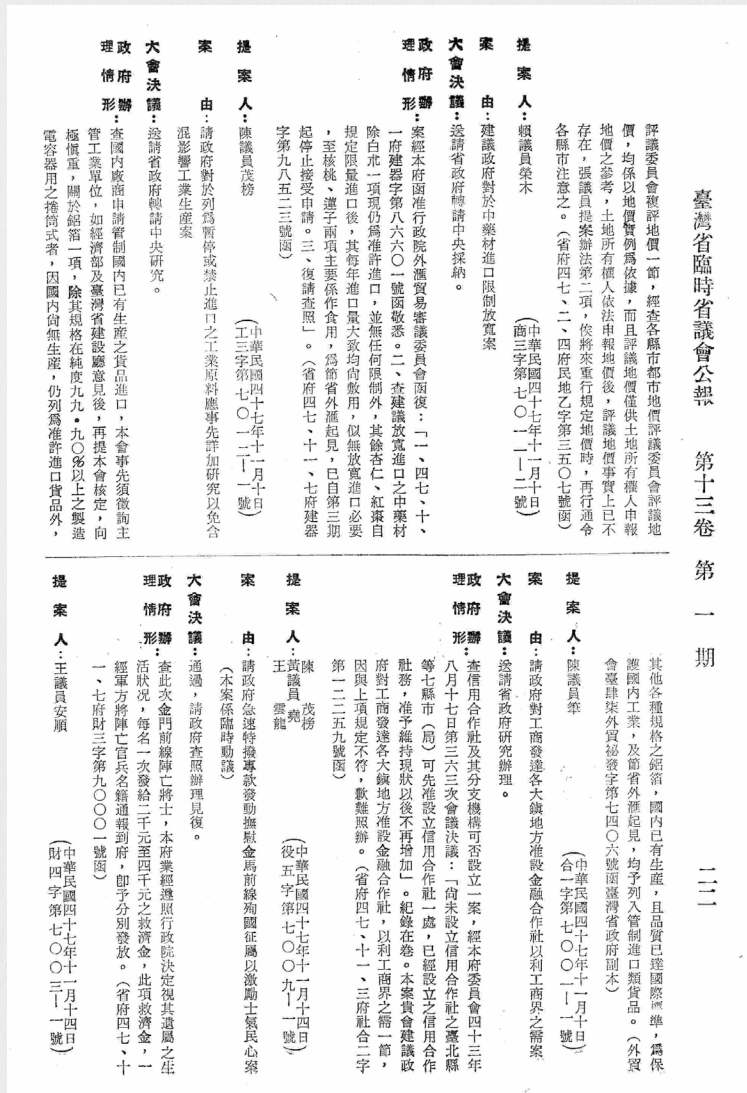 臺灣省臨時省議會公報　第十三卷　第一期　二二
評議委員會複評地價一節，經查各縣市都市地價評議委員會評議地
價，均係以地價實例爲依據，而且評議地價僅供土地所有權人申報
地價之參考，土地所有權人依法申報地價後，評議地價事實上已不
存在，張議員提案辦法第二項，俟將來重行規定地價時，再行通令
各縣市注意之。（省府四七、二、四府民地乙字第三五〇七號函）
提案人：賴議員榮木
（中華民國四十七年十一月十日
商三字第七〇一一—二號）
案由：建議政府對於中藥材進口限制放寬案
大會決議：送請省政府轉請中央採納。
政府辦理情形：案經本府函准行政院外滙貿易審議委員會函復：「一、四七、十、
一府建器字第八六六〇一號函敬悉。二、查建議放寬進口之中藥材
除白朮一項現仍爲准許進口，並無任何限制外，其餘杏仁、紅棗自
規定限量進口後，其每年進口量大致均尚敷用，似無放寬進口必要
，至核桃、蓮子兩項主要係作食用，爲節省外滙起見，已自第三期
起停止接受申請。三、復請查照」。（省府四七、十一、七府建器
字第九八五二三號函）
提案人：陳議員茂榜
（中華民國四十七年十一月十日
工三字第七〇一二—一號）
案由：請政府對於列爲暫停或禁止進口之工業原料應事先詳加研究以免含
混影響工業生產案
大會決議：送請省政府轉請中央研究。
政府辦理情形：查國內廠商申請管制國內已有生產之貨品進口，本會事先須徵詢主
管工業單位，如經濟部及臺灣省建設廳意見後，再提本會核定，向
極慎重，關於鋁箔一項，除其規格在純度九九・九〇％以上之製造
電容器用之捲筒式者，因國內尚無生產，仍列爲准許進口貨品外，
其他各種規格之鋁箔，國內已有生產，且品質已達國際標準，爲保
護國內工業，及節省外滙起見，均予列入管制進口類貨品。（外貿
會臺肆柒外貿祕發字第七四〇六號函臺灣省政府副本）
提案人：陳議員筆
（中華民國四十七年十一月十日
合一字第七〇〇一—一號）
案由：請政府對工商發達各大鎮地方准設金融合作社以利工商界之需案
大會決議：送請省政府研究辦理。
政府辦理情形：查信用合作社及其分支機構可否設立一案，經本府委員會四十三年
八月十七日第三六三次會議決議：「尚未設立信用合作社之臺北縣
等七縣市（局）可先准設立信用合作社一處，已經設立之信用合作
社務，准予維持現狀以後不再增加」。紀錄在卷。本案貴會建議政
府對工商發達各大鎮地方准設金融合作社，以利工商界之需一節，
因與上項規定不符，歉難照辦。（省府四七、十一、三府社合二字
第一二二五九號函）
提案人：陳茂榜
黃議員堯
王雲龍
（中華民國四十七年十一月十四日
役五字第七〇〇九—一號）
案由：請政府急速特撥專款發動撫慰金馬前線殉國征屬以激勵士氣民心案
（本案係臨時動議）
大會決議：通過，請政府查照辦理見復。
政府辦理情形：查此次金門前線陣亡將士，本府業經遵照行政院決定視其遺屬之生
活狀况，每名一次發給二千元至四千元之救濟金，此項救濟金，一
經軍方將陣亡官兵名籍通報到府，卽予分別發放。（省府四七、十
一、七府財三字第九〇〇〇一號函）
提案人：王議員安順
（中華民國四十七年十一月十四日
財四字第七〇〇三—一號）